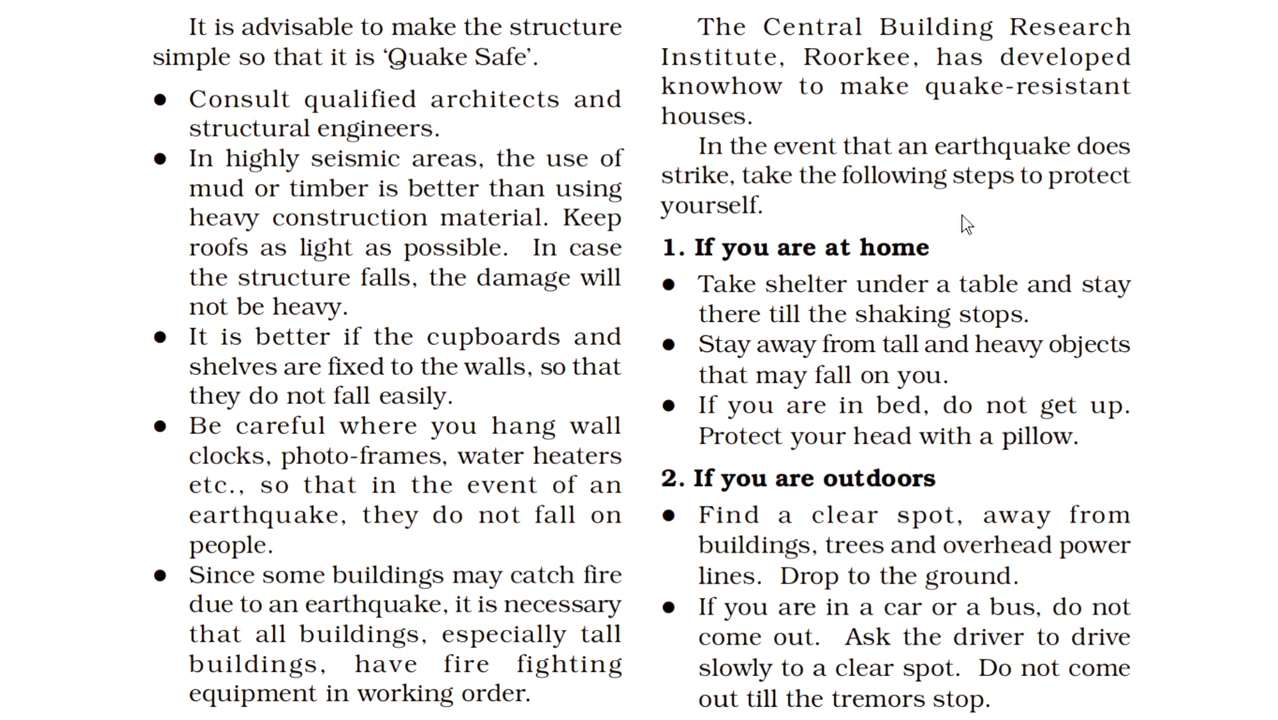 It is advisable to make the structure
simple so that it is ‘Quake Safe’.
● Consult qualified architects and
structural engineers.
● In highly seismic areas, the use of
mud or timber is better than using
heavy construction material. Keep
roofs as light as possible. In case
the structure falls, the damage will
not be heavy.
● It is better if the cupboards and
shelves are fixed to the walls, so that
they do not fall easily.
● Be careful where you hang wall
clocks, photo-frames, water heaters
etc., so that in the event of an
earthquake, they do not fall on
people.
● Since some buildings may catch fire
due to an earthquake, it is necessary
that all buildings, especially tall
buildings, have fire fighting
equipment in working order.
The Central Building Research
Institute, Roorkee, has developed
knowhow to make quake-resistant
houses.
In the event that an earthquake does
strike, take the following steps to protect
yourself.
1. If you are at home
● Take shelter under a table and stay
there till the shaking stops.
● Stay away from tall and heavy objects
that may fall on you.
● If you are in bed, do not get up.
Protect your head with a pillow.
2. If you are outdoors
● Find a clear spot, away from
buildings, trees and overhead power
lines. Drop to the ground.
● If you are in a car or a bus, do not
come out. Ask the driver to drive
slowly to a clear spot. Do not come
out till the tremors stop.